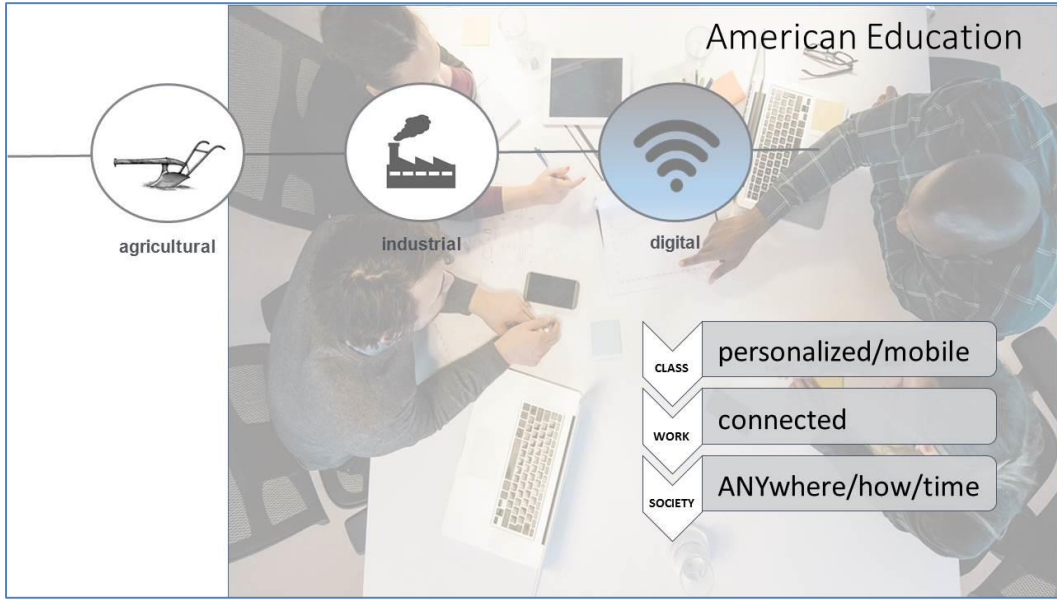 American Education
agricultural
industrial
digital
CLASS
personalized/mobile
WORK
connected
SOCIETY
ANYwhere/how/time